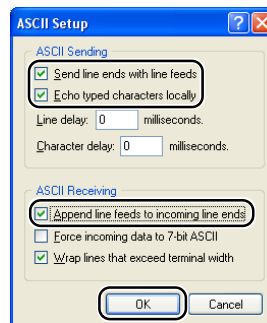 ASCII Setup
ASCII Sending
Send line ends with line feeds
Echo typed characters locally
Line delay: 0 milliseconds.
Character delay: 0 milliseconds.
ASCII Receiving
Append line feeds to incoming line ends
Force incoming data to 7-bit ASCII
Wrap lines that exceed terminal width
OK Cancel